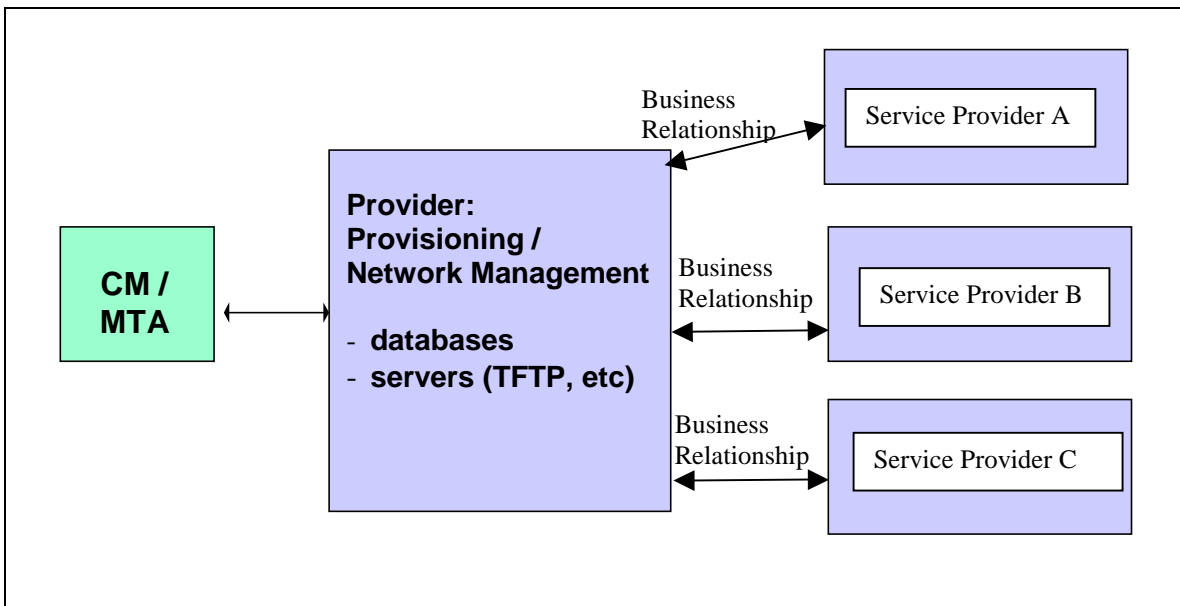 CM /
MTA
Provider:
Provisioning /
Network Management
- databases
- servers (TFTP, etc)
Business
Relationship
Service Provider A
Business
Relationship
Service Provider B
Business
Relationship
Service Provider C